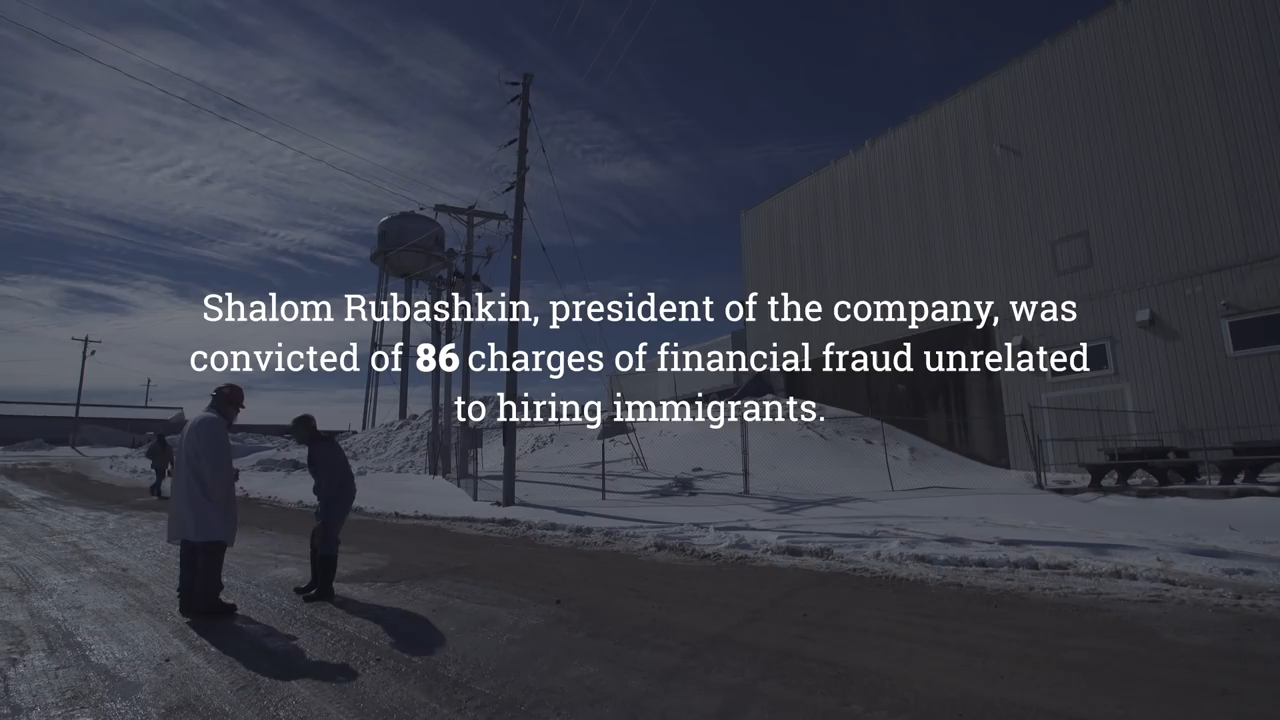 Shalom Rubashkin, president of the company, was
convicted of 86 charges of financial fraud unrelated
to hiring immigrants.